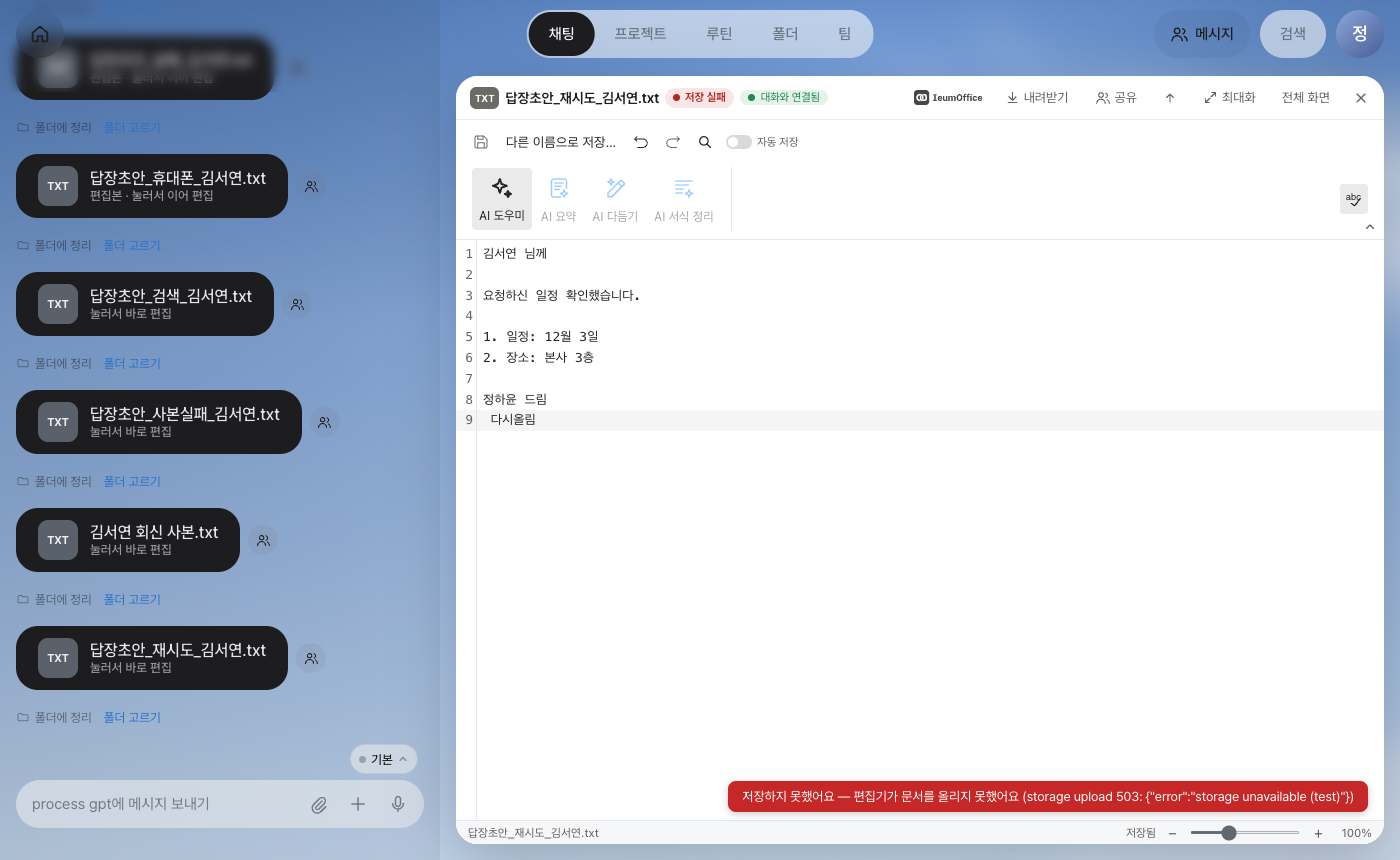 채팅
프로젝트
루틴
폴더
팀
메시지
검색
정
폴더에 정리 폴더 고르기
TXT
답장초안_휴대폰_김서연.txt
편집본 · 눌러서 이어 편집
폴더에 정리 폴더 고르기
TXT
답장초안_검색_김서연.txt
눌러서 바로 편집
폴더에 정리 폴더 고르기
TXT
답장초안_사본실패_김서연.txt
눌러서 바로 편집
폴더에 정리 폴더 고르기
TXT
김서연 회신 사본.txt
눌러서 바로 편집
폴더에 정리 폴더 고르기
TXT
답장초안_재시도_김서연.txt
눌러서 바로 편집
폴더에 정리 폴더 고르기
기본
process gpt에 메시지 보내기
TXT 답장초안_재시도_김서연.txt 저장 실패 대화와 연결됨
IeumOffice 내려받기 공유 최대화 전체 화면
다른 이름으로 저장... 자동 저장
AI 도우미 AI 요약 AI 다듬기 AI 서식 정리
abc
1 김서연 님께
2
3 요청하신 일정 확인했습니다.
4
5 1. 일정: 12월 3일
6 2. 장소: 본사 3층
7
8 정하윤 드림
9 다시올림
저장하지 못했어요 — 편집기가 문서를 올리지 못했어요 (storage upload 503: {"error":"storage unavailable (test)"})
답장초안_재시도_김서연.txt
저장됨 100%